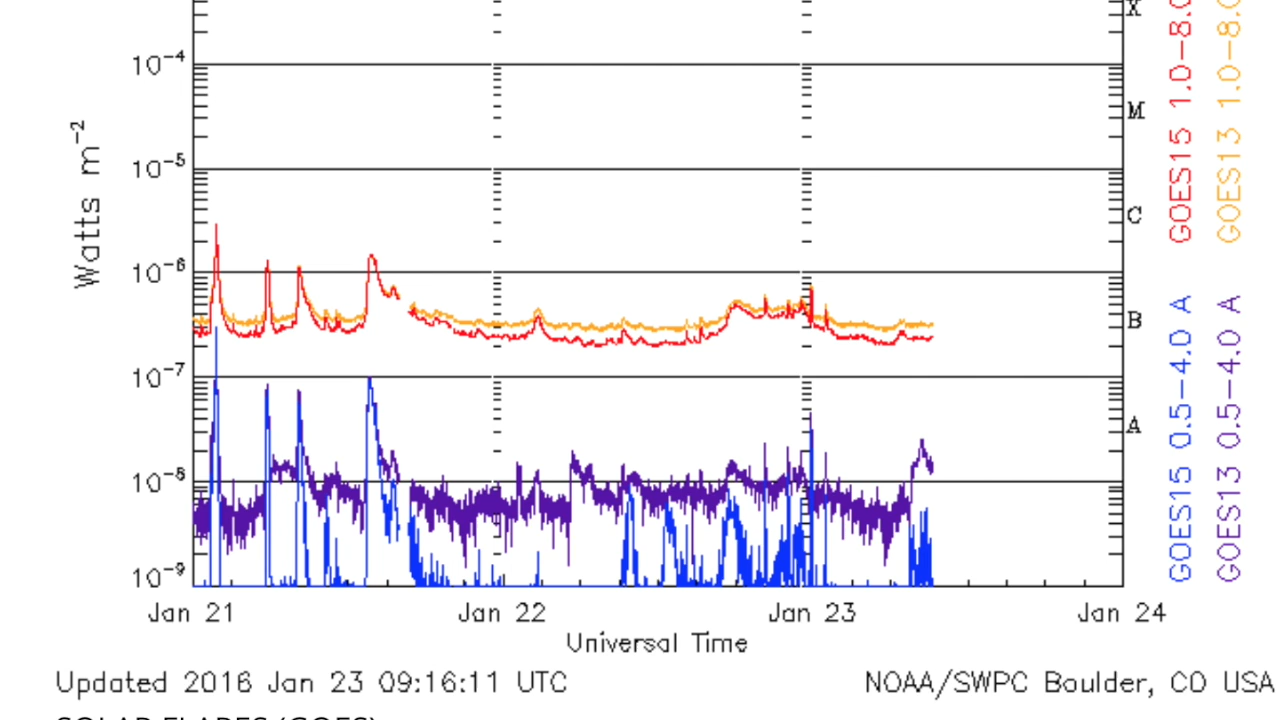 X
10-4
M
10-5
C
10-6
B
10-7
A
10-8
10-9
Watts m-2
Jan 21 Jan 22 Jan 23 Jan 24
Universal Time
GOES15 1.0-8.0
GOES13 1.0-8.0
GOES15 0.5-4.0 A
GOES13 0.5-4.0 A
Updated 2016 Jan 23 09:16:11 UTC NOAA/SWPC Boulder, CO USA
SOLAR FLARES (GOES)